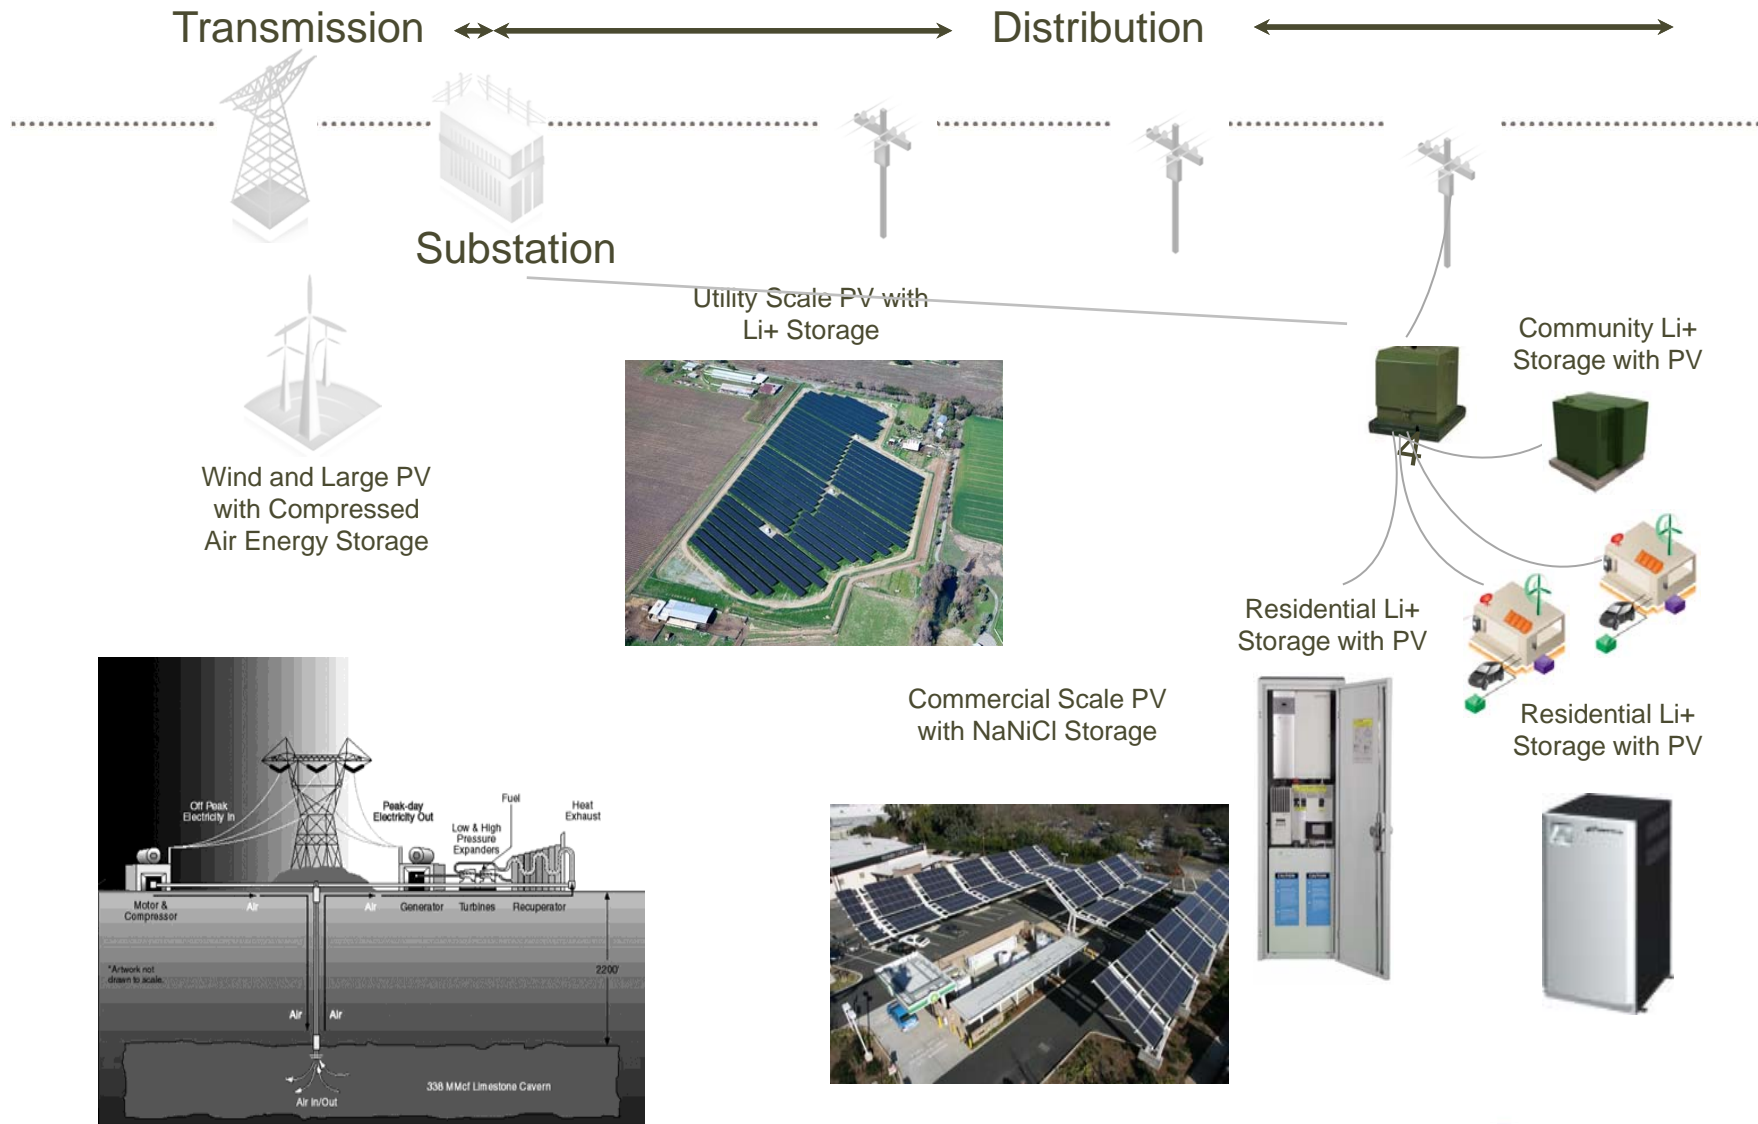 Transmission
Distribution
Substation
Utility Scale PV with
Li+ Storage
Community Li+
Storage with PV
Wind and Large PV
with Compressed
Air Energy Storage
Residential Li+
Storage with PV
Commercial Scale PV
with NaNiCl Storage
Residential Li+
Storage with PV
Off Peak
Electricity In
Peak-day
Electricity Out
Fuel
Heat
Exhaust
Low & High
Pressure
Expanders
Motor &
Compressor
Air
Air
Generator
Turbines
Recuperator
*Artwork not
drawn to scale.
2200'
Air
Air
338 MMcf Limestone Cavern
Air In/Out
CAUTION
CAUTION
4